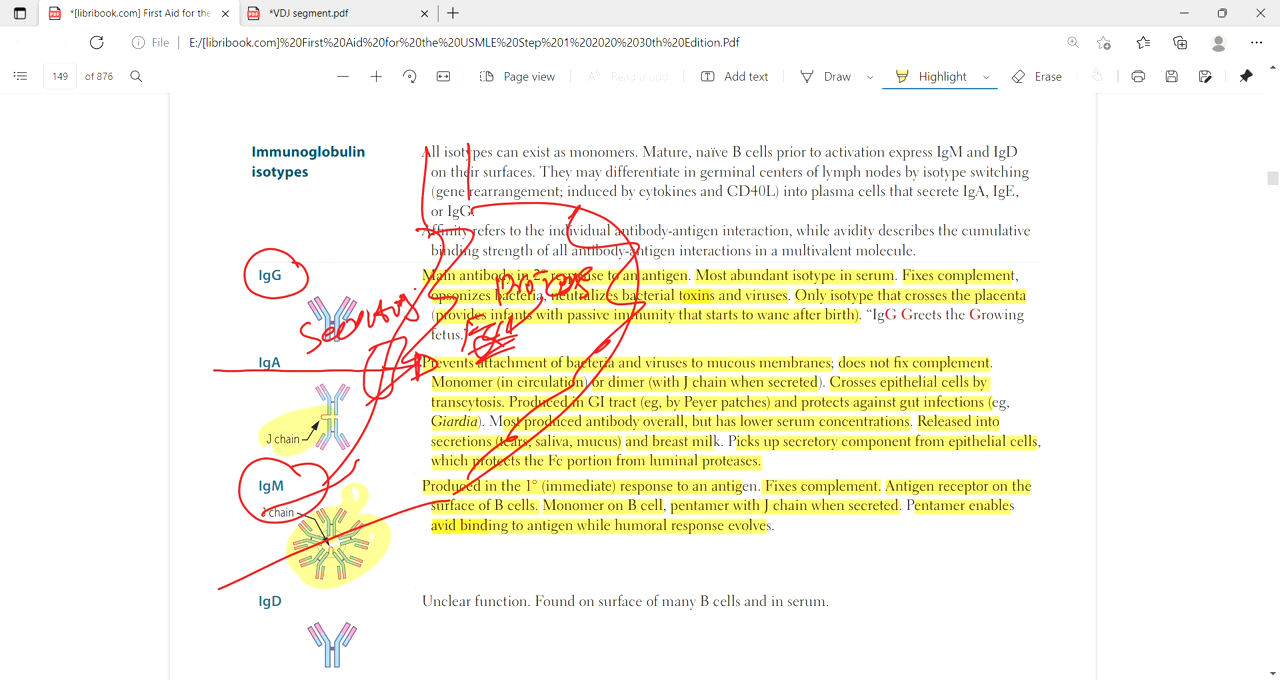 *[libribook.com] First Aid for the
*VDJ segment.pdf
File
E:/[libribook.com]%20First%20Aid%20for%20the%20USMLE%20Step%201%202020%2030th%20Edition.Pdf
149 of 876
Page view
Read aloud
Add text
Draw
Highlight
Erase
Immunoglobulin
isotypes
All isotypes can exist as monomers. Mature, naïve B cells prior to activation express IgM and IgD
on their surfaces. They may differentiate in germinal centers of lymph nodes by isotype switching
(gene rearrangement; induced by cytokines and CD40L) into plasma cells that secrete IgA, IgE,
or IgG.
Affinity refers to the individual antibody-antigen interaction, while avidity describes the cumulative
binding strength of all antibody-antigen interactions in a multivalent molecule.
IgG
Main antibody in 2° response to an antigen. Most abundant isotype in serum. Fixes complement,
opsonizes bacteria, neutralizes bacterial toxins and viruses. Only isotype that crosses the placenta
(provides infants with passive immunity that starts to wane after birth). “IgG Greets the Growing
fetus.”
IgA
Prevents attachment of bacteria and viruses to mucous membranes; does not fix complement.
Monomer (in circulation) or dimer (with J chain when secreted). Crosses epithelial cells by
transcytosis. Produced in GI tract (eg, by Peyer patches) and protects against gut infections (eg,
Giardia). Most produced antibody overall, but has lower serum concentrations. Released into
secretions (tears, saliva, mucus) and breast milk. Picks up secretory component from epithelial cells,
which protects the Fc portion from luminal proteases.
J chain
IgM
Produced in the 1° (immediate) response to an antigen. Fixes complement. Antigen receptor on the
surface of B cells. Monomer on B cell, pentamer with J chain when secreted. Pentamer enables
avid binding to antigen while humoral response evolves.
J chain
IgD
Unclear function. Found on surface of many B cells and in serum.